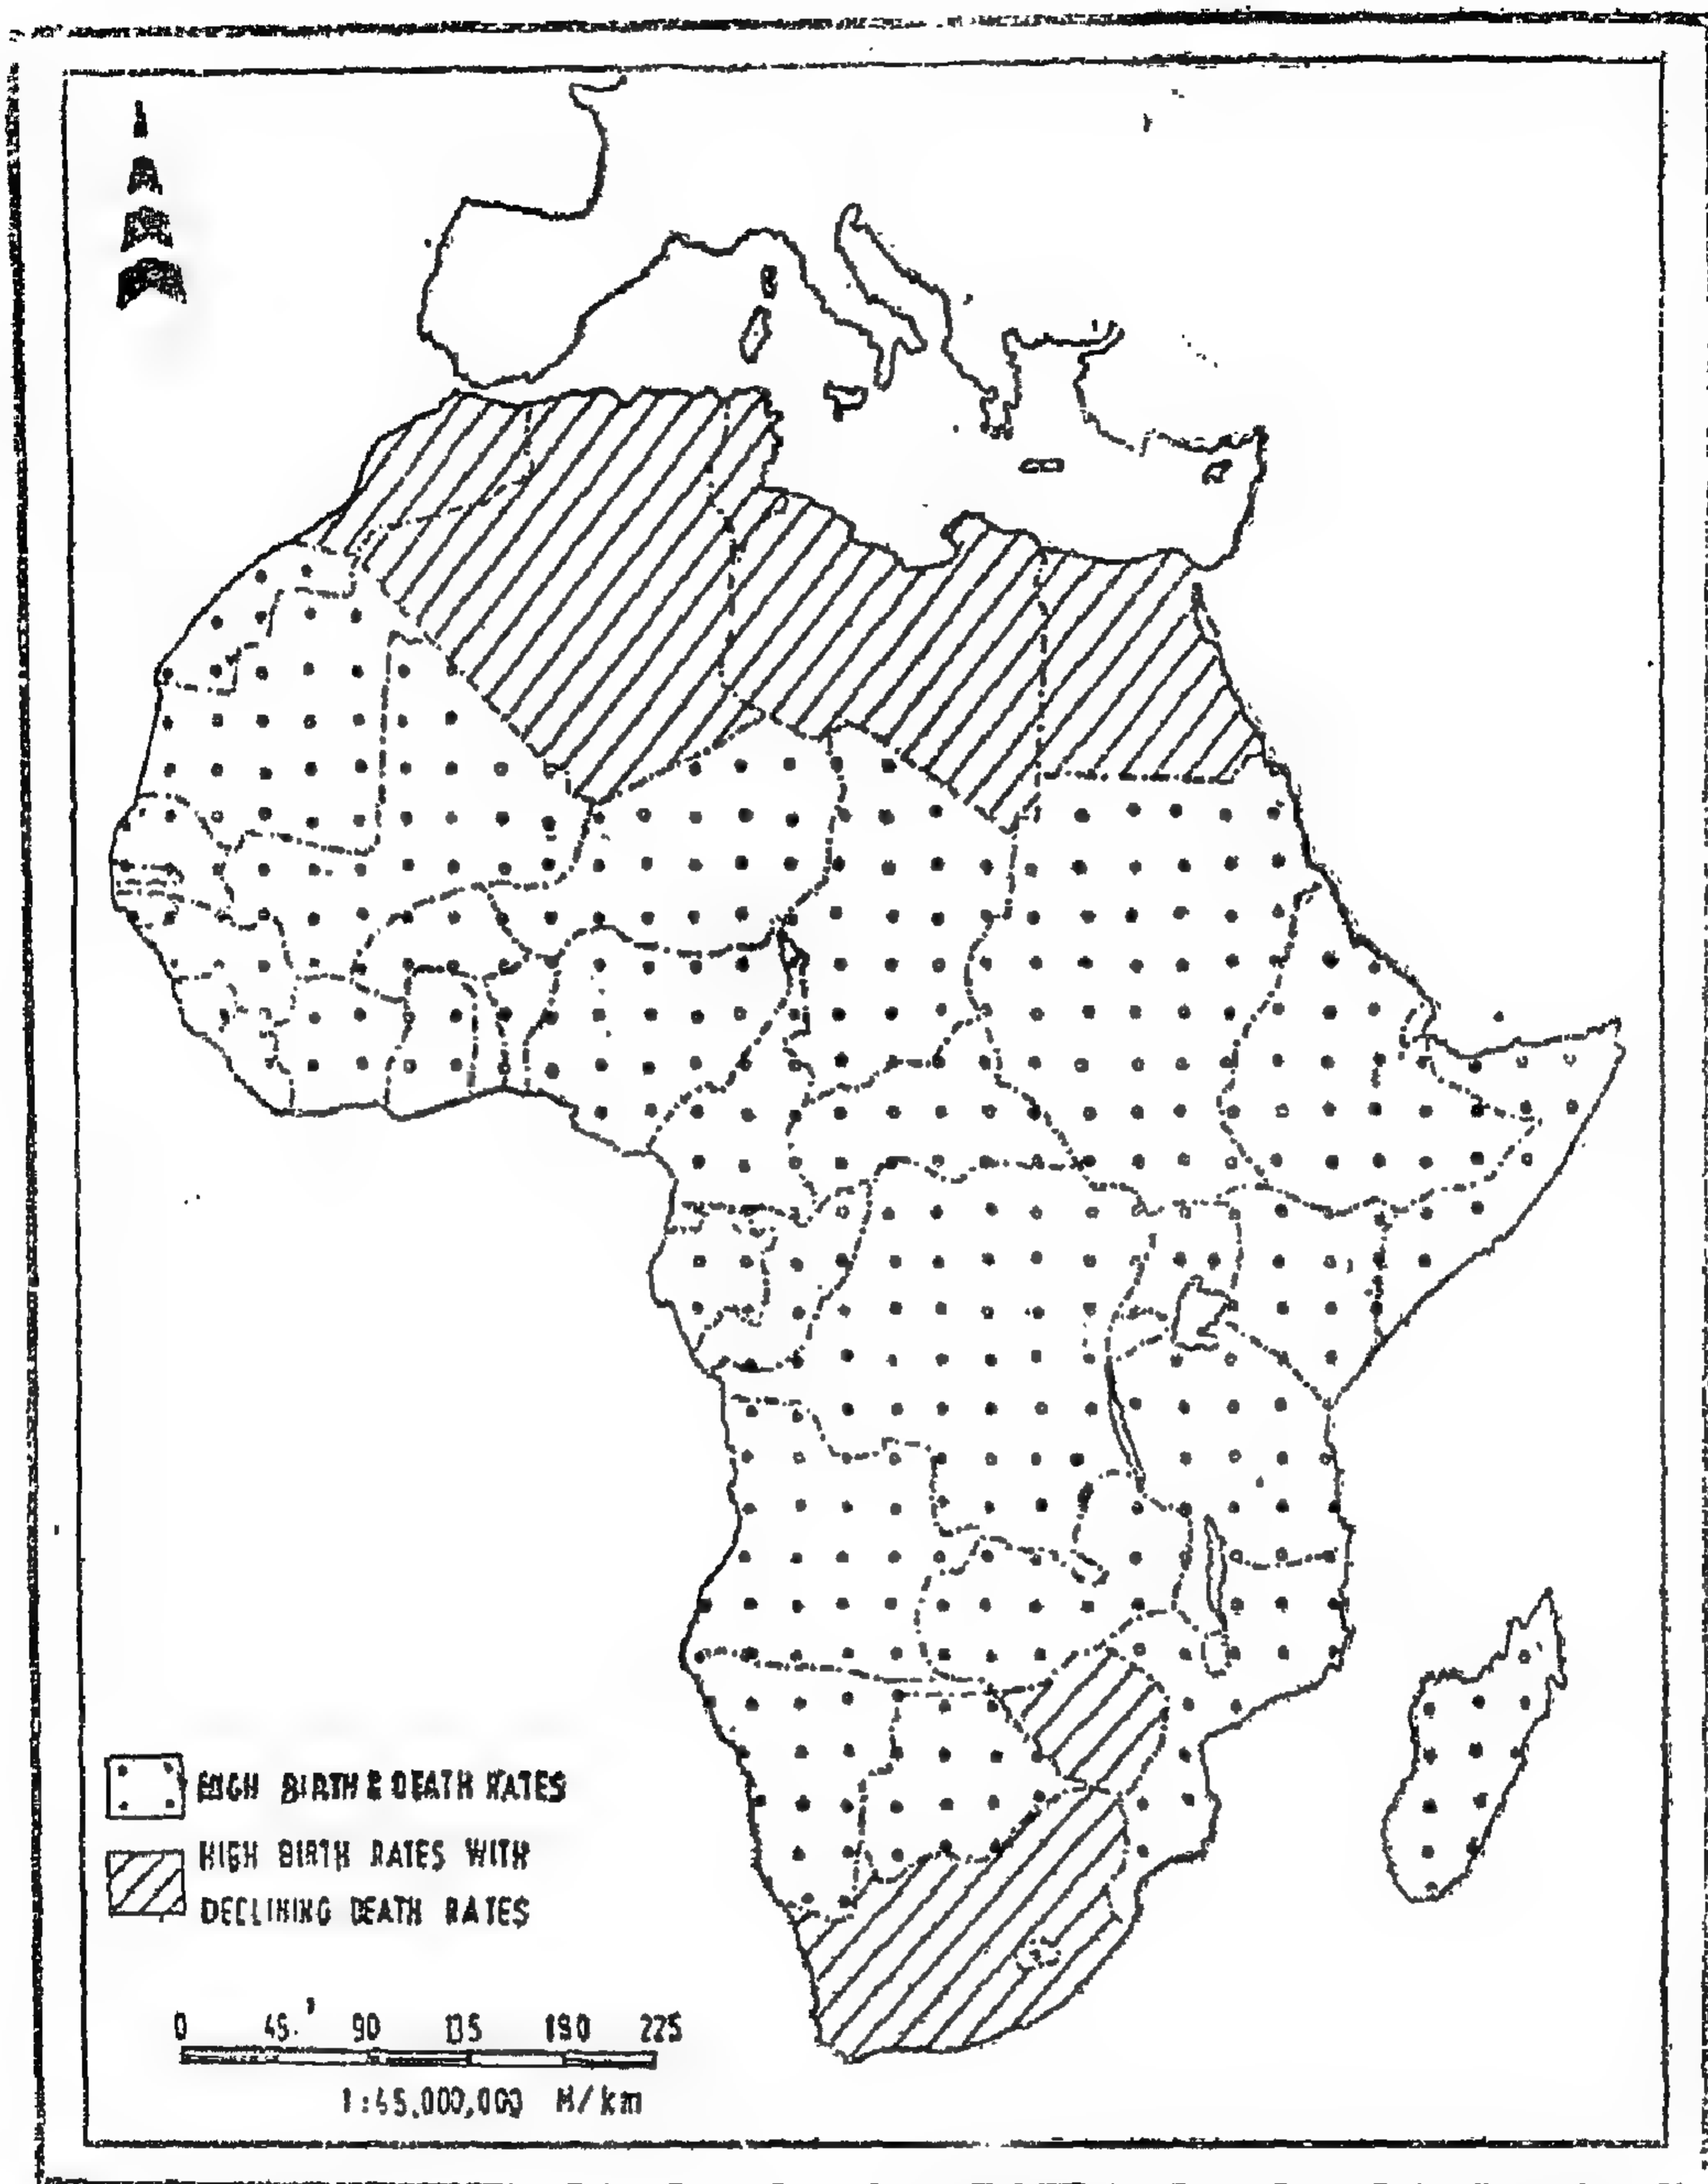 HIGH BIRTH & DEATH RATES
HIGH BIRTH RATES WITH
DECLINING DEATH RATES
0 45 90 135 180 225
1:45,000,000 M/km